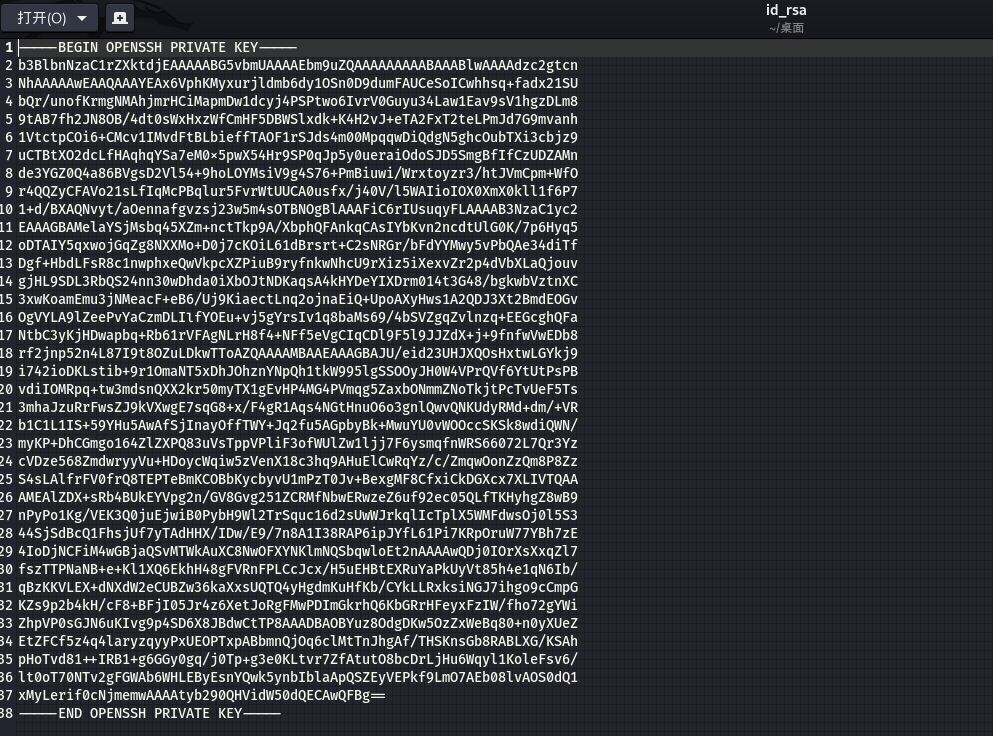 打开(O)
id_rsa
~/桌面
1 -----BEGIN OPENSSH PRIVATE KEY-----
2 b3BlbnNzaC1rZXktdjEAAAAABG5vbmUAAAAEbm9uZQAAAAAAAAABAAABlwAAAAdzc2gtcn
3 NhAAAAAwEAAQAAAYEAx6VphKMyxurjldmb6dy1OSn0D9dumFAUCeSoICwhhsq+fadx21SU
4 bQr/unofKrmgNMAhjmrHCiMapmDw1dcyj4PSPtwo6IvrV0Guyu34Law1Eav9sV1hgzDLm8
5 9tAB7fh2JN8OB/4dt0sWxHxzWfCmHF5DBWSlxdk+K4H2vJ+eTA2FxT2teLPmJd7G9mvanh
6 1VtctpCOi6+CMcv1IMvdFtBLbieffTAOF1rSJds4m00MpqqwDiQdgN5ghcOubTXi3cbjz9
7 uCTBtXO2dcLfHAqhqYSa7eM0x5pwX54Hr9SP0qJp5y0ueraiOdoSJD5SmgBfIfCzUDZAMn
8 de3YGZ0Q4a86BVgsD2Vl54+9hoLOYMsiV9g4S76+PmBiuwi/Wrxtoyzr3/htJVmCpm+WfO
9 r4QQZyCFAVo21sLfIqMcPBqlur5FvrWtUUCA0usfx/j40V/l5WAIioIOX0XmX0kll1f6P7
10 1+d/BXAQNvyt/aOennafgvzsj23w5m4sOTBNOgBlAAAFiC6rIUsuqyFLAAAAB3NzaC1yc2
11 EAAAGBAMelaYSjMsbq45XZm+nctTkp9A/XbphQFAnkqCAsIYbKvn2ncdtUlG0K/7p6Hyq5
12 oDTAIY5qxwojGqZg8NXXMo+D0j7cKOiL61dBrsrt+C2sNRGr/bFdYYMwy5vPbQAe34diTf
13 Dgf+HbdLFsR8c1nwphxeQwVkpcXZPiuB9ryfnkwNhcU9rXiz5iXexvZr2p4dVbXLaQjouv
14 gjHL9SDL3RbQS24nn30wDhda0iXbOJtNDKaqsA4kHYDeYIXDrm014t3G48/bgkwbVztnXC
15 3xwKoamEmu3jNMeacF+eB6/Uj9KiaectLnq2ojnaEiQ+UpoAXyHws1A2QDJ3Xt2BmdEOGv
16 OgVYLA9lZeePvYaCzmDLIlfYOEu+vj5gYrsIv1q8baMs69/4bSVZgqZvlnzq+EEGcghQFa
17 NtbC3yKjHDwapbq+Rb61rVFAgNLrH8f4+NFf5eVgCIqCDl9F5l9JJZdX+j+9fnfwVwEDb8
18 rf2jnp52n4L87I9t8OZuLDkwTToAZQAAAAMBAAEAAAGBAJU/eid23UHJXQOsHxtwLGYkj9
19 i742ioDKLstib+9r1OmaNT5xDhJOhznYNpQh1tkW995lgSSOOyJH0W4VPrQVf6YtUtPsPB
20 vdiIOMRpq+tw3mdsnQXX2kr50myTX1gEvHP4MG4PVmqg5ZaxbONmmZNoTkjtPcTvUeF5Ts
21 3mhaJzuRrFwsZJ9kVXwgE7sqG8+x/F4gR1Aqs4NGtHnuO6o3gnlQwvQNKUdyRMd+dm/+VR
22 b1C1L1IS+59YHu5AwAfSjInayOffTWY+Jq2fu5AGpbyBk+MwuYU0vWOOccSKSk8wdiQWN/
23 myKP+DhCGmgo164ZlZXPQ83uVsTppVPliF3ofWUlZw1ljj7F6ysmqfnWRS66072L7Qr3Yz
24 cVDze568ZmdwryyVu+HDoycWqiw5zVenX18c3hq9AHuElCwRqYz/c/ZmqwOonZzQm8P8Zz
25 S4sLAlfrFV0frQ8TEPTeBmKCOBbKycbyvU1mPzT0Jv+BexgMF8CfxiCkDGXcx7XLIVTQAA
26 AMEAlZDX+sRb4BUkEYVpg2n/GV8Gvg251ZCRMfNbwERwzeZ6uf92ec05QLfTKHyhgZ8wB9
27 nPyPo1Kg/VEK3Q0juEjwiB0PybH9Wl2TrSquc16d2sUwWJrkqlIcTplX5WMFdwsOj0l5S3
28 44SjSdBcQ1FhsjUf7yTAdHHX/IDw/E9/7n8A1I38RAP6ipJYfL61Pi7KRpOruW77YBh7zE
29 4IoDjNCFiM4wGBjaQSvMTWkAuXC8NwOFXYNKlmNQSbqwloEt2nAAAAwQDj0IOrXsXxqZl7
30 fszTTPNaNB+e+Kl1XQ6EkhH48gFVRnFPLCcJcx/H5uEHBtEXRuYaPkUyVt85h4e1qN6Ib/
31 qBzKKVLEX+dNXdW2eCUBZw36kaXxsUQTQ4yHgdmKuHfKb/CYkLLRxksiNGJ7ihgo9cCmpG
32 KZs9p2b4kH/cF8+BFjI05Jr4z6XetJoRgFMwPDImGkrhQ6KbGRrHFeyxFzIW/fho72gYWi
33 ZhpVP0sGJN6uKIvg9p4SD6X8JBdwCtTP8AAADBAOBYuz8OdgDKw5OzZxWeBq80+n0yXUeZ
34 EtZFCf5z4q4laryzqyyPxUEOPTxpABbmnQjOq6clMtTnJhgAf/THSKnsGb8RABLXG/KSAh
35 pHoTvd81++IRB1+g6GGy0gq/j0Tp+g3e0KLtvr7ZfAtutO8bcDrLjHu6Wqyl1KoleFsv6/
36 lt0oT70NTv2gFGWAb6WHLEByEsnYQwk5ynbIblaApQSZEyVEPkf9LmO7AEb08lvAOS0dQ1
37 xMyLerif0cNjmemwAAAAtyb290QHVidW50dQECAwQFBg==
38 -----END OPENSSH PRIVATE KEY-----